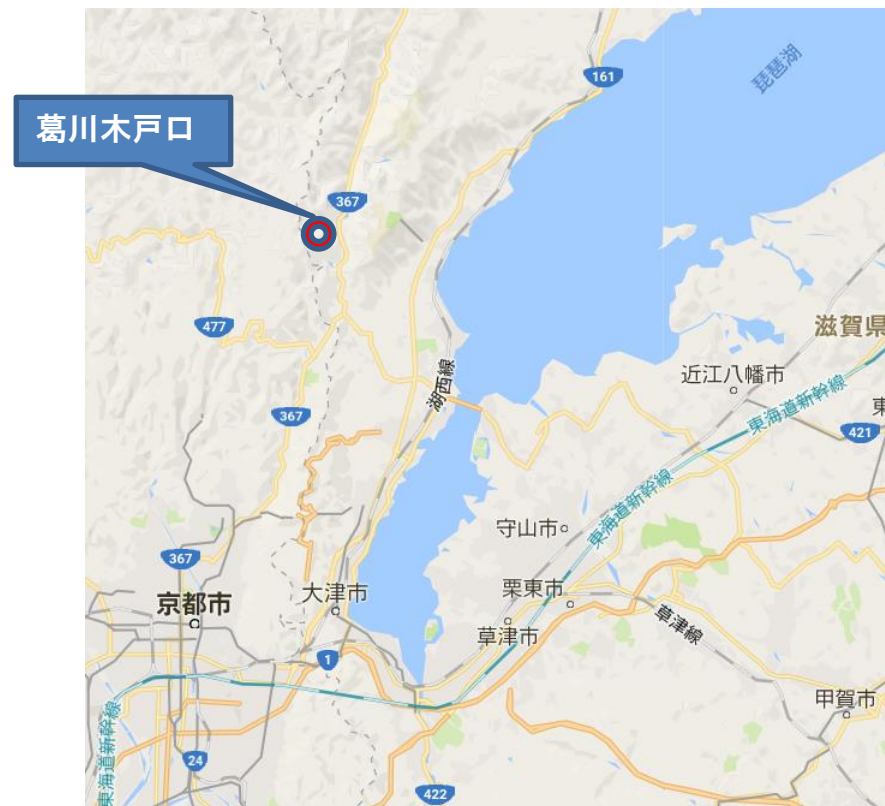 161
琵琶湖
葛川木戸口
367
477
滋賀県
湖西線
近江八幡市
東海道新幹線
367
421
東
東海道新幹線
守山市
367
京都市
大津市
栗東市
草津市
草津線
1
甲賀市
東海道新幹線
24
422